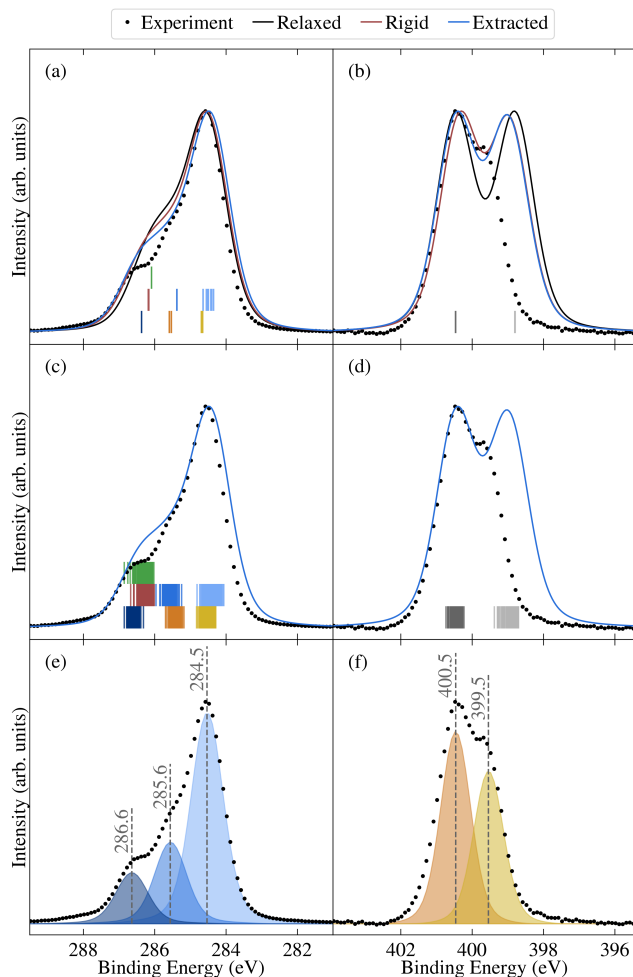 Experiment Relaxed Rigid Extracted
(a) (b)
Intensity (arb. units)
(c) (d)
Intensity (arb. units)
(e) (f)
Intensity (arb. units)
286.6 285.6 284.5 400.5 399.5
288 286 284 282 402 400 398 396
Binding Energy (eV) Binding Energy (eV)